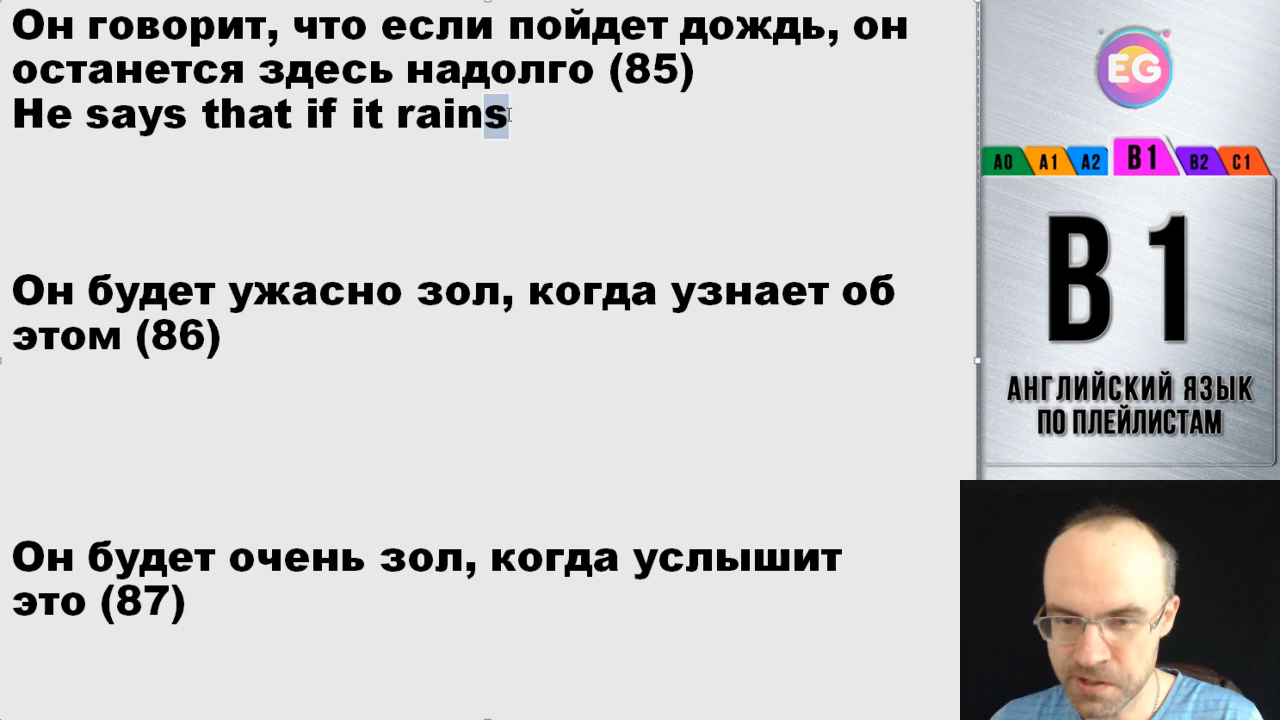 Он говорит, что если пойдет дождь, он
останется здесь надолго (85)
He says that if it rains
Он будет ужасно зол, когда узнает об
этом (86)
Он будет очень зол, когда услышит
это (87)
EG
A0 A1 A2 B1 B2 C1
B1
АНГЛИЙСКИЙ ЯЗЫК
ПО ПЛЕЙЛИСТАМ